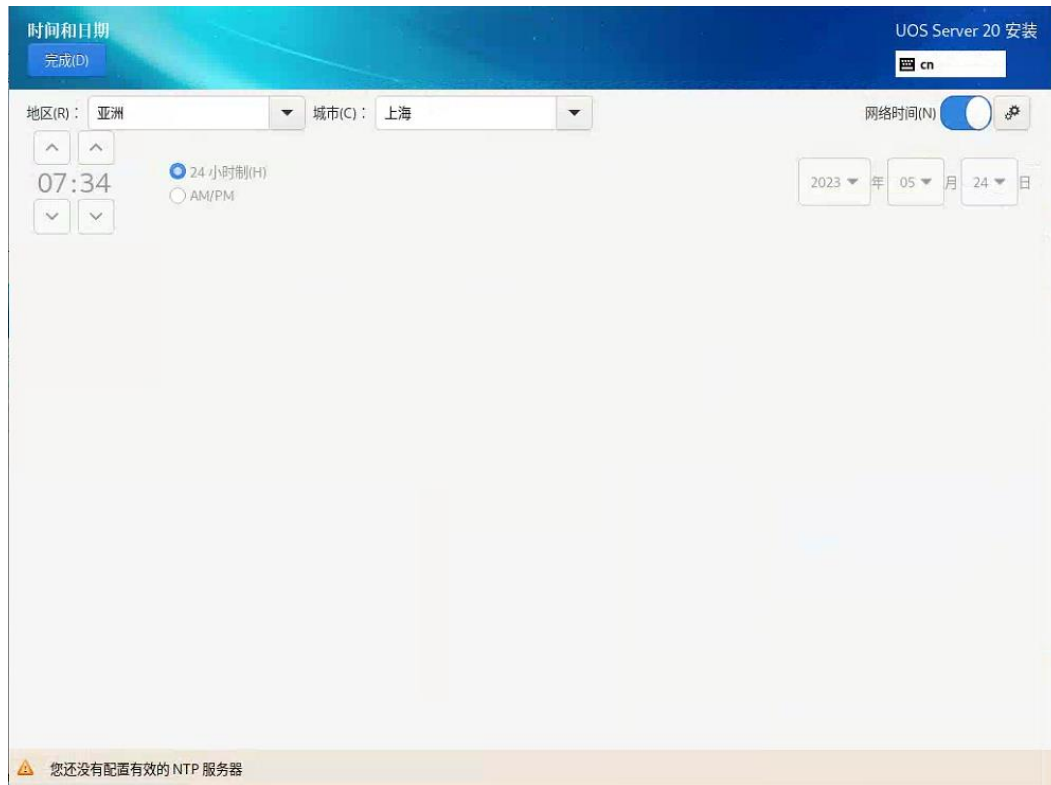 时间和日期
UOS Server 20 安装
完成(D)
cn
地区(R)： 亚洲 城市(C)： 上海 网络时间(N)
07:34
24 小时制(H)
AM/PM
2023 年 05 月 24 日
您还没有配置有效的 NTP 服务器